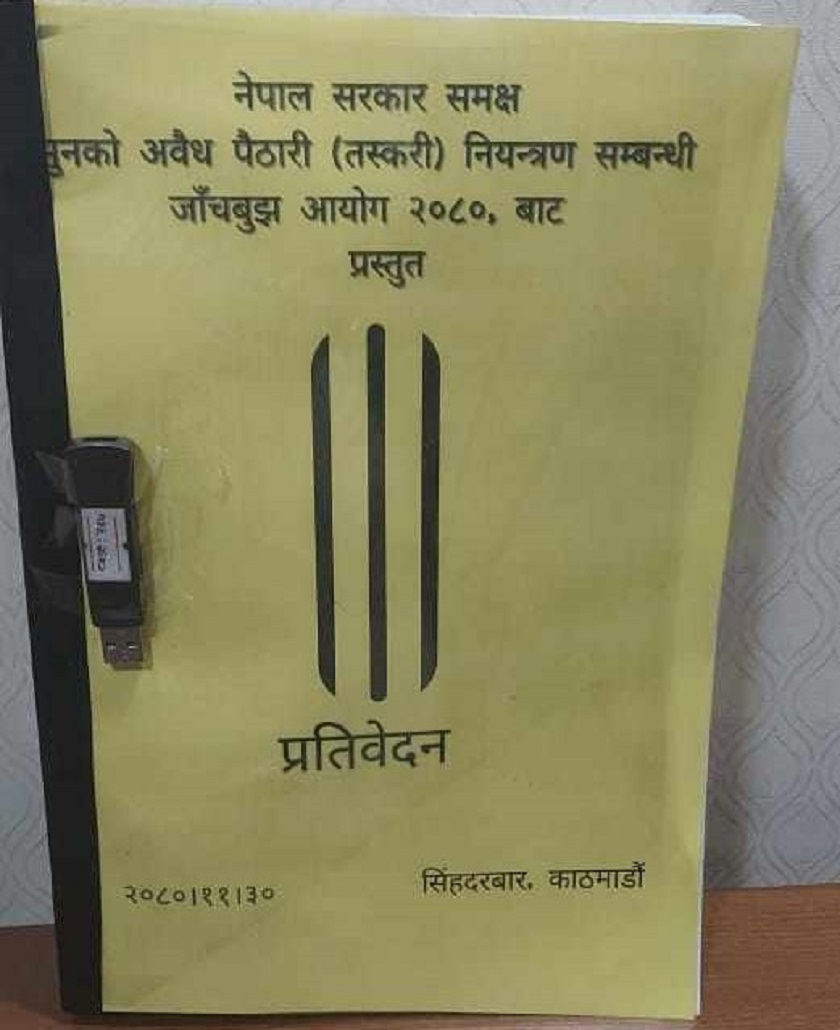 नेपाल सरकार समक्ष
सुनको अवैध पैठारी (तस्करी) नियन्त्रण सम्बन्धी
जाँचबुझ आयोग २०८०, बाट
प्रस्तुत
प्रतिवेदन
२०८०।११।३०
सिंहदरबार, काठमाडौं